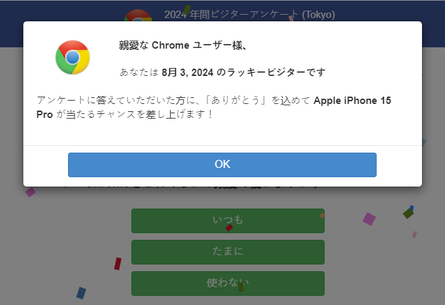 2024 年間ビジターアンケート (Tokyo)
親愛な Chrome ユーザー様、
あなたは 8月 3, 2024 のラッキービジターです
アンケートに答えていただいた方に、「ありがとう」を込めて Apple iPhone 15
Pro が当たるチャンスを差し上げます！
OK
いつも
たまに
使わない